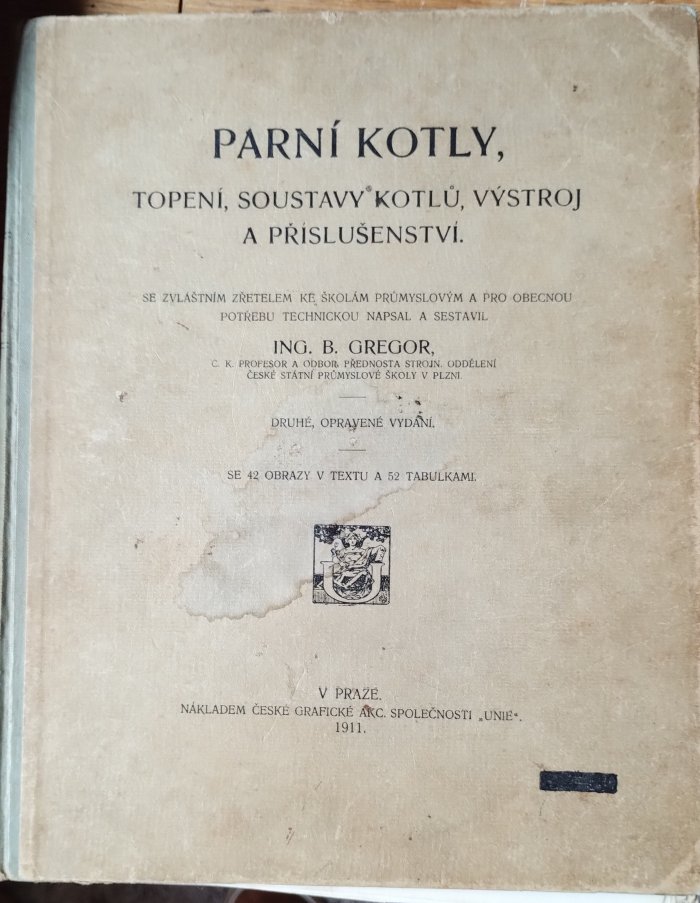 PARNÍ KOTLY,
TOPENÍ, SOUSTAVY KOTLŮ, VÝSTROJ
A PŘÍSLUŠENSTVÍ.
SE ZVLÁŠTNÍM ZŘETELEM KE ŠKOLÁM PRŮMYSLOVÝM A PRO OBECNOU
POTŘEBU TECHNICKOU NAPSAL A SESTAVIL
ING. B. GREGOR,
C. K. PROFESOR A ODBOR. PŘEDNOSTA STROJN. ODDĚLENÍ
ČESKÉ STÁTNÍ PRŮMYSLOVÉ ŠKOLY V PLZNI.
DRUHÉ, OPRAVENÉ VYDÁNÍ.
SE 42 OBRAZY V TEXTU A 52 TABULKAMI.
U
V PRAZE.
NÁKLADEM ČESKÉ GRAFICKÉ AKC. SPOLEČNOSTI „UNIE“.
1911.